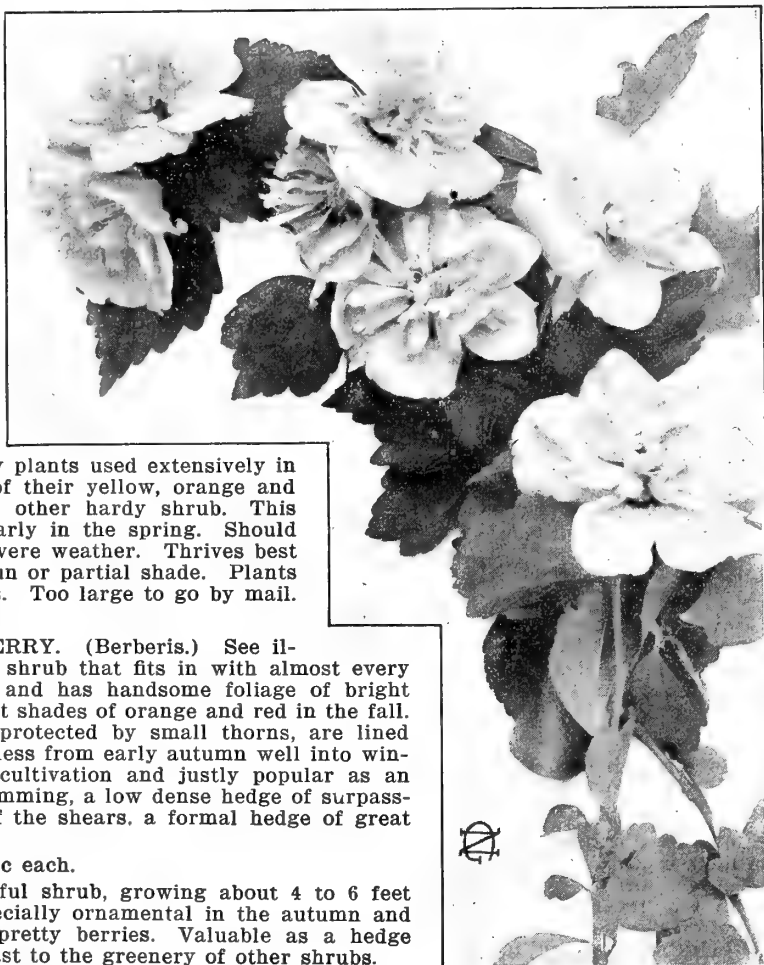 plants used extensively in
of their yellow, orange and
other hardy shrub. This
early in the spring. Should
vere weather. Thrives best
un or partial shade. Plants
s. Too large to go by mail.
ERRY. (Berberis.) See il-
shrub that fits in with almost every
and has handsome foliage of bright
t shades of orange and red in the fall.
protected by small thorns, are lined
less from early autumn well into win-
cultivation and justly popular as an
mming, a low dense hedge of surpass-
f the shears, a formal hedge of great
c each.
ful shrub, growing about 4 to 6 feet
ecially ornamental in the autumn and
pretty berries. Valuable as a hedge
ast to the greenery of other shrubs.